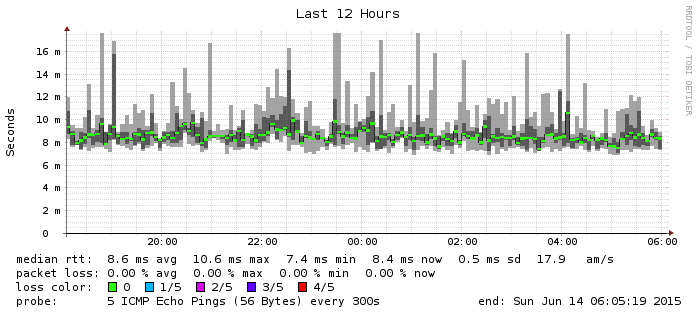 Last 12 Hours
RRDTOOL / TOBI OETIKER
Seconds
16 m
14 m
12 m
10 m
8 m
6 m
4 m
2 m
0
20:00 22:00 00:00 02:00 04:00 06:00
median rtt: 8.6 ms avg 10.6 ms max 7.4 ms min 8.4 ms now 0.5 ms sd 17.9 am/s
packet loss: 0.00 % avg 0.00 % max 0.00 % min 0.00 % now
loss color: 0 1/5 2/5 3/5 4/5
probe: 5 ICMP Echo Pings (56 Bytes) every 300s end: Sun Jun 14 06:05:19 2015